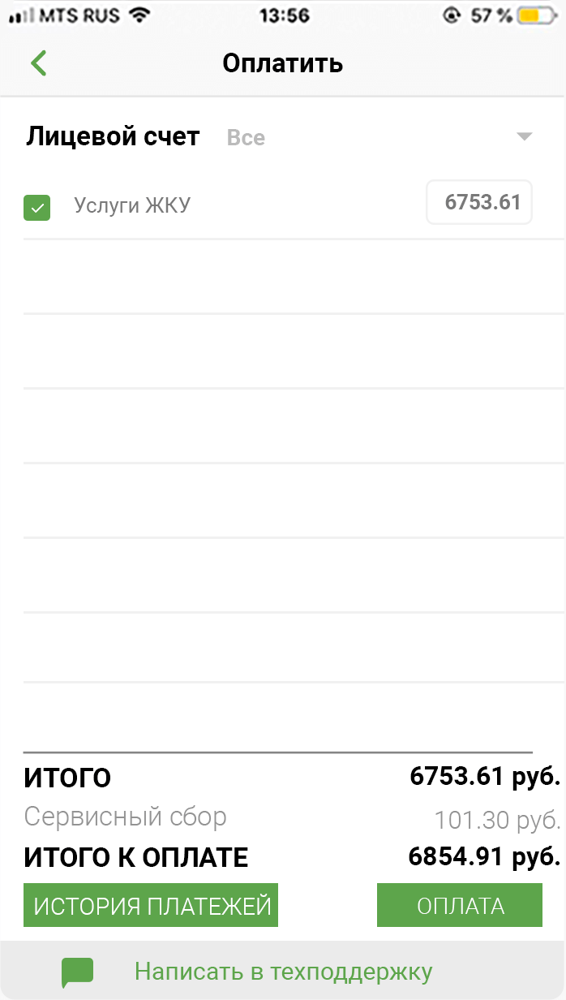 MTS RUS 13:56 57 %
Оплатить
Лицевой счет Все
Услуги ЖКУ 6753.61
ИТОГО 6753.61 руб.
Сервисный сбор 101.30 руб.
ИТОГО К ОПЛАТЕ 6854.91 руб.
ИСТОРИЯ ПЛАТЕЖЕЙ ОПЛАТА
Написать в техподдержку